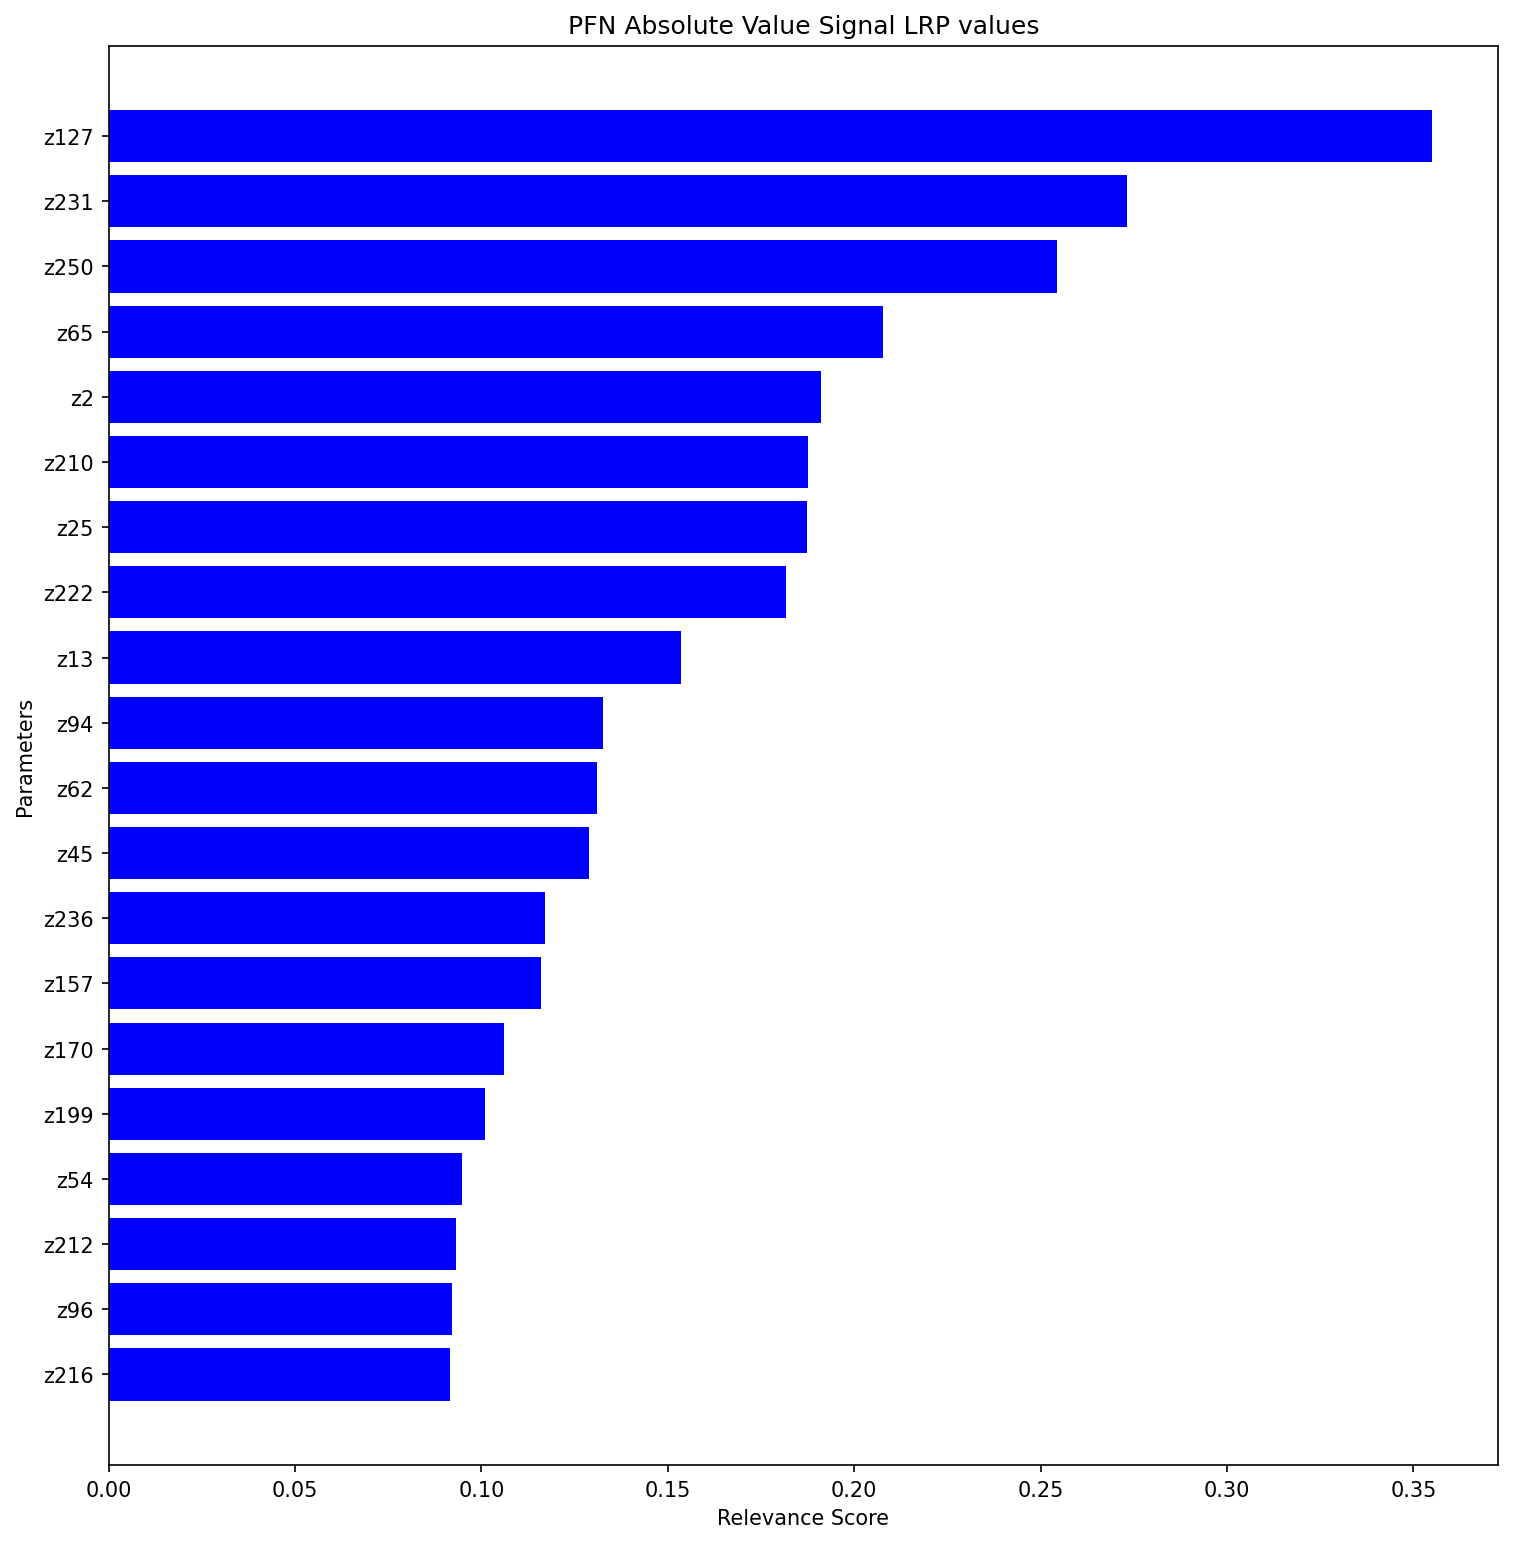 PFN Absolute Value Signal LRP values
z127
z231
z250
z65
z2
z210
z25
z222
z13
z94
z62
z45
z236
z157
z170
z199
z54
z212
z96
z216
Parameters
0.00 0.05 0.10 0.15 0.20 0.25 0.30 0.35
Relevance Score